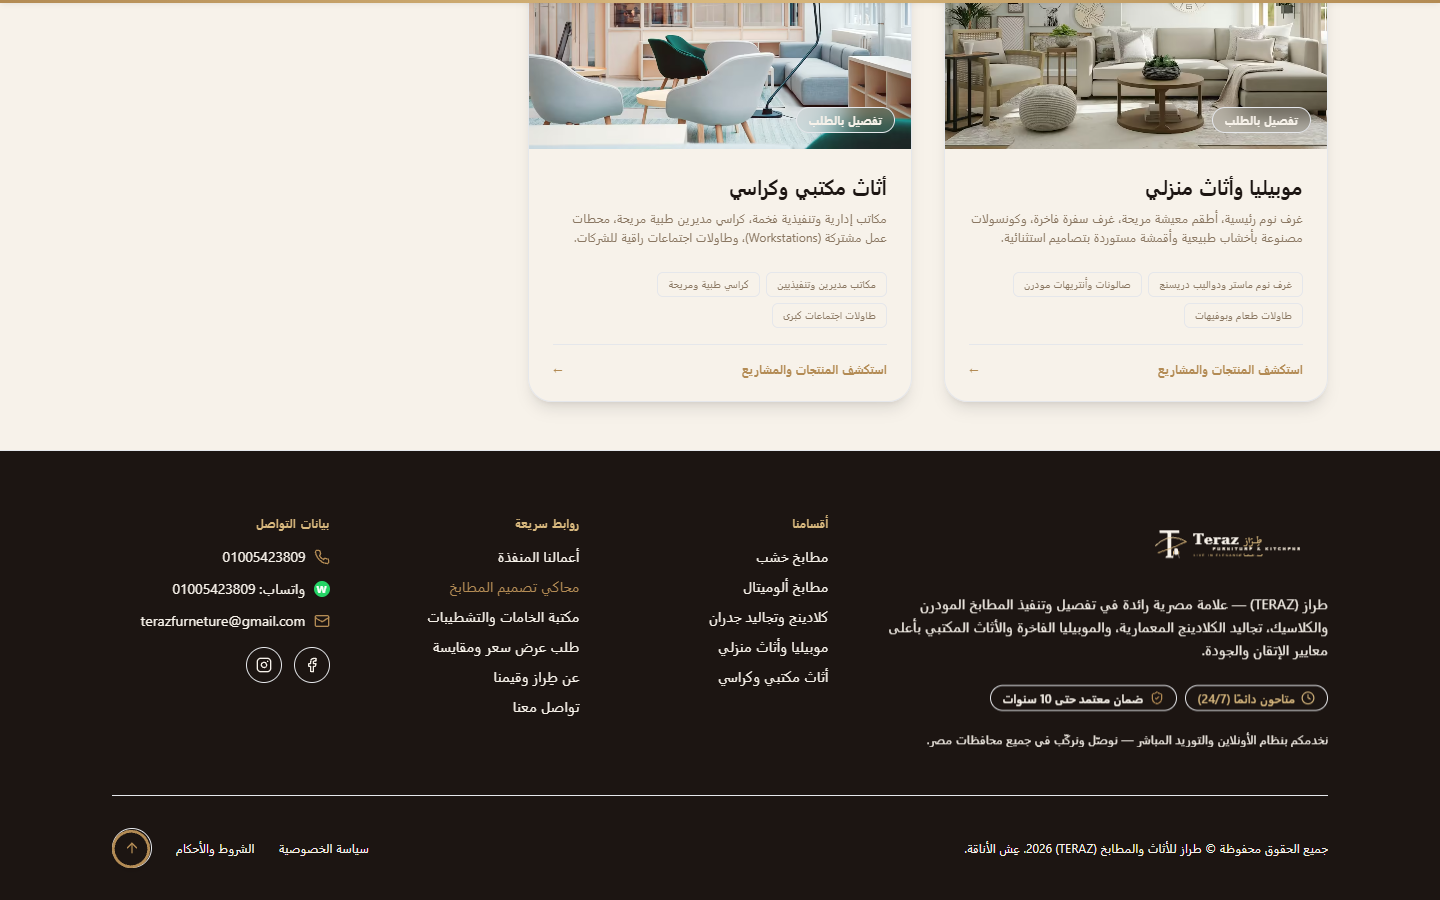 تفصيل بالطلب
موبيليا وأثاث منزلي
غرف نوم رئيسية، أطقم معيشة مريحة، غرف سفرة فاخرة، وكونسولات
مصنوعة بأخشاب طبيعية وأقمشة مستوردة بتصاميم استثنائية.
غرف نوم ماستر ودواليب دريسنج
صالونات وأنتريهات مودرن
طاولات طعام وبوفيهات
استكشف المنتجات والمشاريع ←
تفصيل بالطلب
أثاث مكتبي وكراسي
مكاتب إدارية وتنفيذية فخمة، كراسي مديرين طبية مريحة، محطات
عمل مشتركة (Workstations)، وطاولات اجتماعات راقية للشركات.
مكاتب مديرين وتنفيذيين
كراسي طبية ومريحة
طاولات اجتماعات كبرى
استكشف المنتجات والمشاريع ←
Teraz طراز
FURNITURE & KITCHENS
طراز (TERAZ) — علامة مصرية رائدة في تفصيل وتنفيذ المطابخ المودرن
والكلاسيك، تجاليد الكلادينج المعمارية، والموبيليا الفاخرة والأثاث المكتبي بأعلى
معايير الإتقان والجودة.
متاحون دائمًا (24/7)
ضمان معتمد حتى 10 سنوات
نخدمكم بنظام الأونلاين والتوريد المباشر — نوصّل ونركّب في جميع محافظات مصر.
أقسامنا
مطابخ خشب
مطابخ ألوميتال
كلادينج وتجاليد جدران
موبيليا وأثاث منزلي
أثاث مكتبي وكراسي
روابط سريعة
أعمالنا المنفذة
محاكي تصميم المطابخ
مكتبة الخامات والتشطيبات
طلب عرض سعر ومقايسة
عن طِراز وقيمنا
تواصل معنا
بيانات التواصل
01005423809
واتساب: 01005423809
terazfurneture@gmail.com
جميع الحقوق محفوظة © طراز للأثاث والمطابخ (TERAZ) 2026. عِش الأناقة.
سياسة الخصوصية
الشروط والأحكام